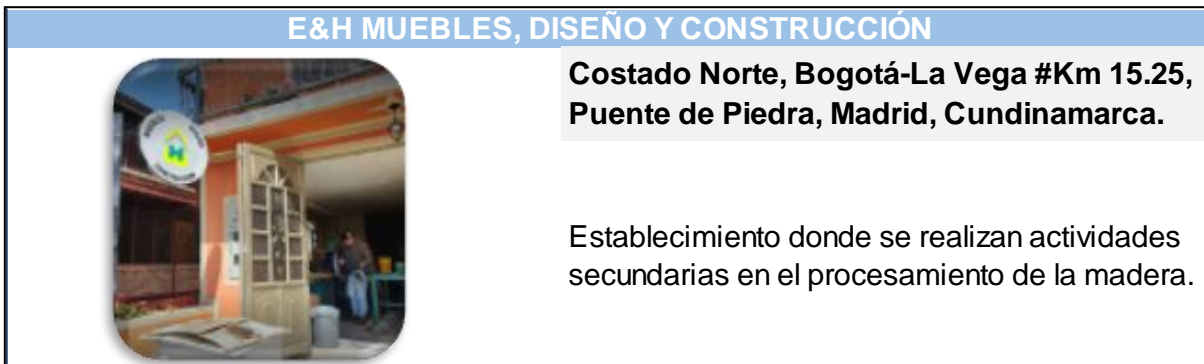 E&H MUEBLES, DISEÑO Y CONSTRUCCIÓN
Costado Norte, Bogotá-La Vega #Km 15.25,
Puente de Piedra, Madrid, Cundinamarca.
Establecimiento donde se realizan actividades
secundarias en el procesamiento de la madera.